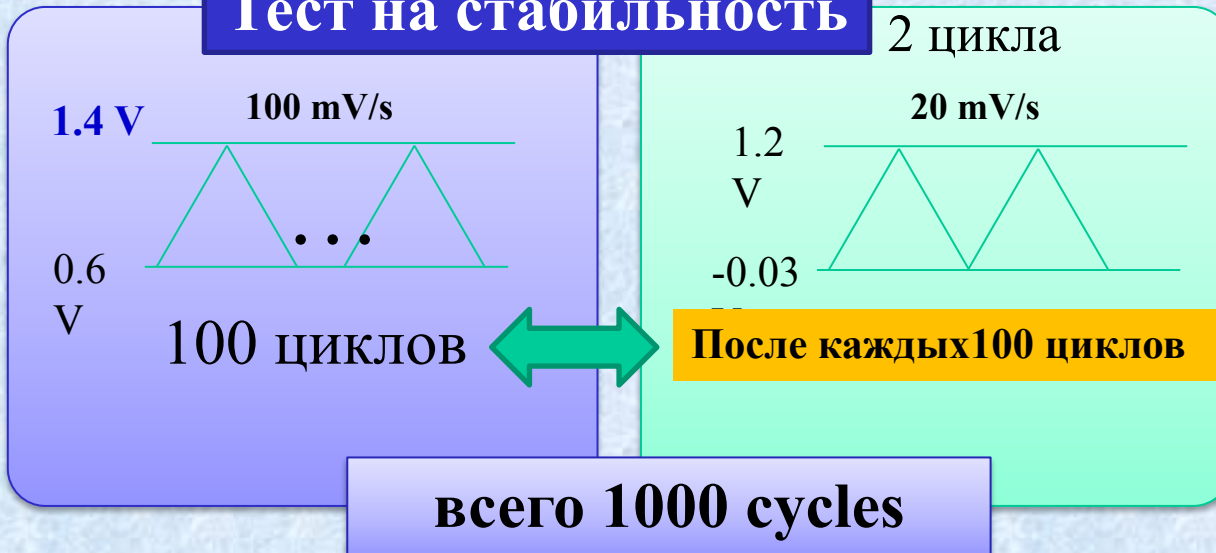 Тест на стабильность
1.4 V
100 mV/s
. . .
0.6
V
100 циклов
2 цикла
20 mV/s
1.2
V
-0.03
После каждых100 циклов
всего 1000 cycles